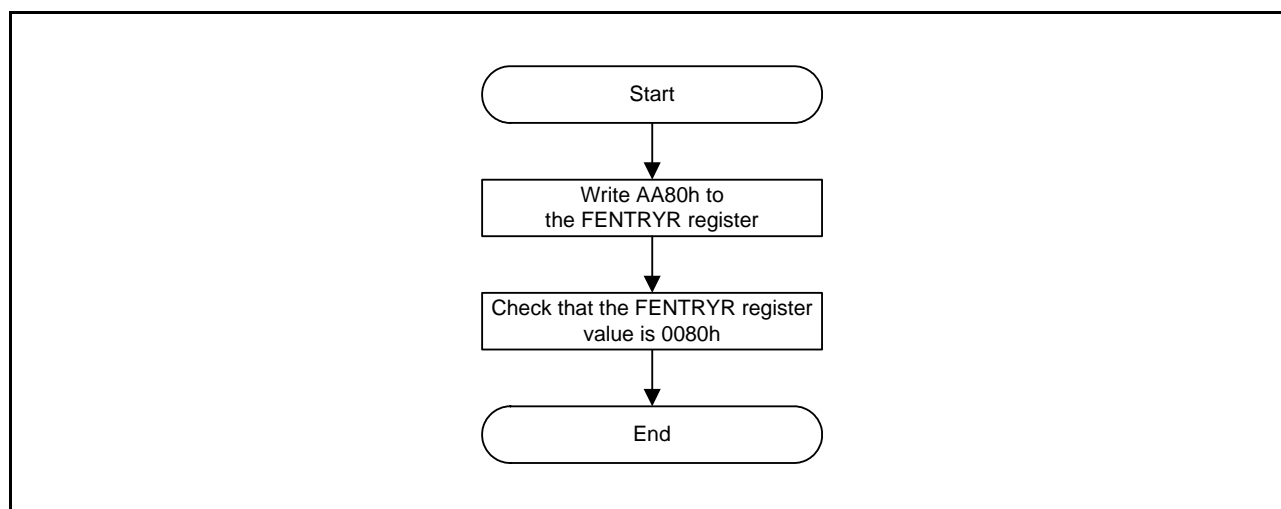 Start
Write AA80h to
the FENTRYR register
Check that the FENTRYR register
value is 0080h
End